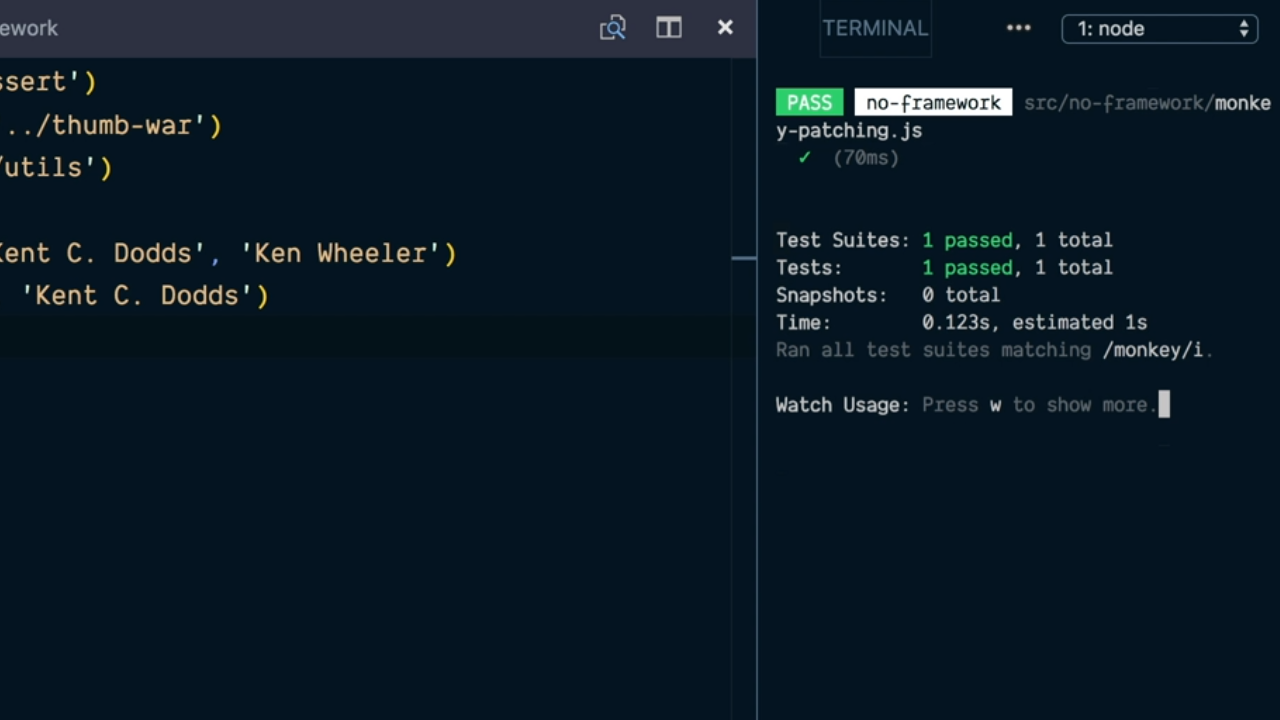 ework
ssert')
../thumb-war')
/utils')
Kent C. Dodds', 'Ken Wheeler')
'Kent C. Dodds')
TERMINAL
1: node
PASS no-framework src/no-framework/monke
y-patching.js
✓ (70ms)
Test Suites: 1 passed, 1 total
Tests: 1 passed, 1 total
Snapshots: 0 total
Time: 0.123s, estimated 1s
Ran all test suites matching /monkey/i.
Watch Usage: Press w to show more.